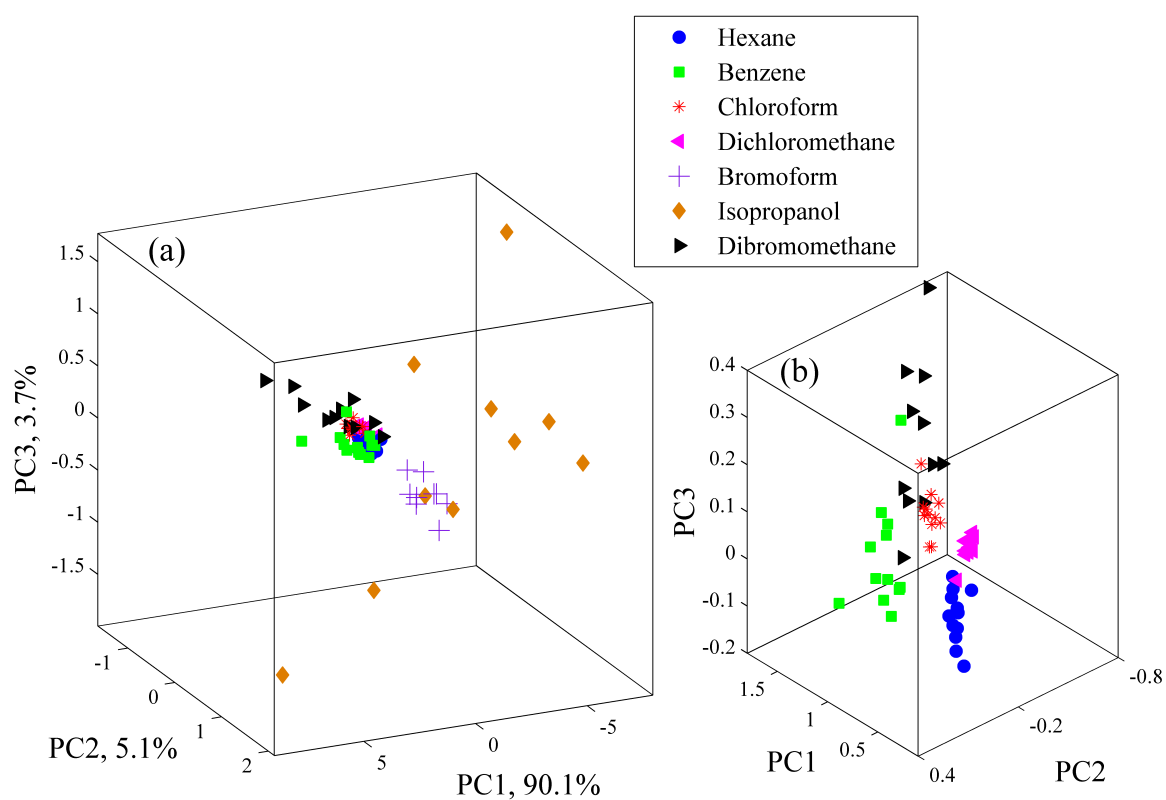 Hexane
Benzene
Chloroform
Dichloromethane
Bromoform
Isopropanol
Dibromomethane
(a)
1.5
1
0.5
0
-0.5
-1
-1.5
PC3, 3.7%
-1
0
1
2
PC2, 5.1%
5
0
-5
PC1, 90.1%
(b)
0.4
0.3
0.2
0.1
0
-0.1
-0.2
PC3
1.5
1
0.5
PC1
0.4
-0.2
-0.8
PC2